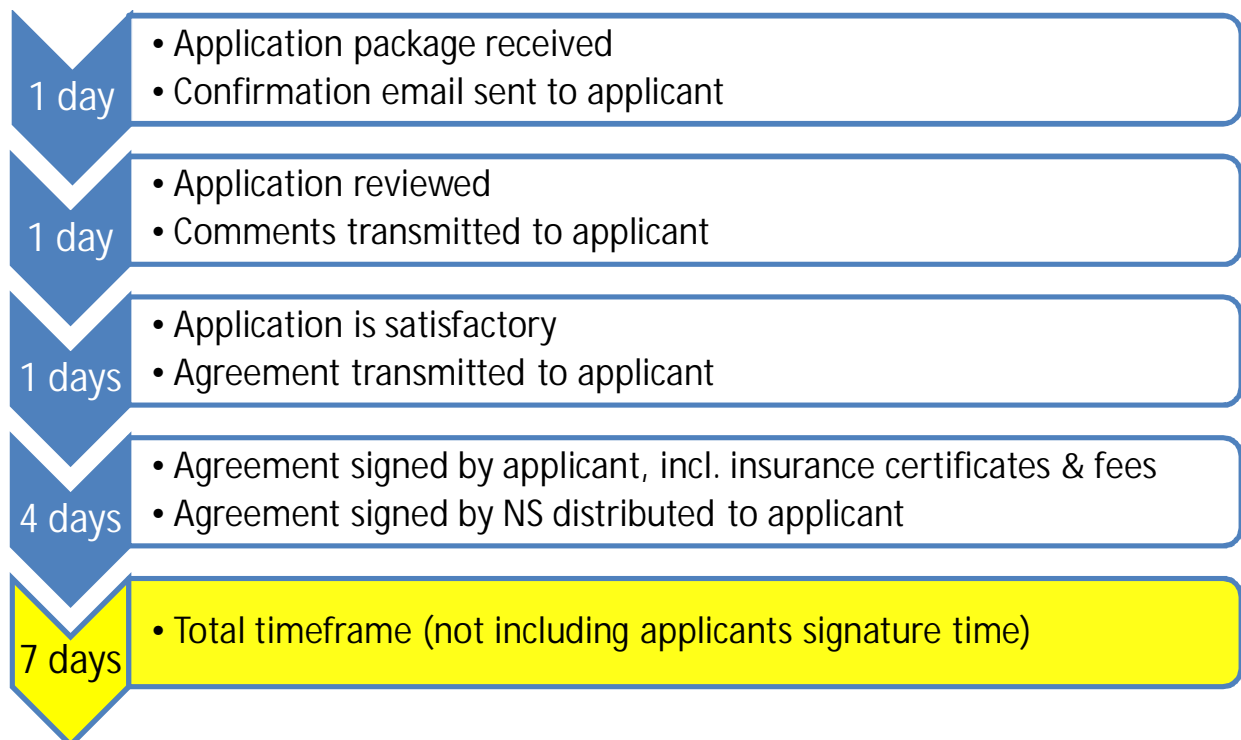 • Application package received
1 day
• Confirmation email sent to applicant
• Application reviewed
1 day
• Comments transmitted to applicant
• Application is satisfactory
1 days
• Agreement transmitted to applicant
• Agreement signed by applicant, incl. insurance certificates & fees
4 days
• Agreement signed by NS distributed to applicant
• Total timeframe (not including applicants signature time)
7 days